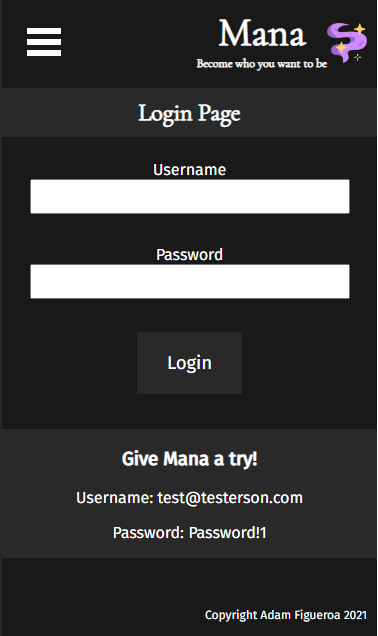 Mana
Become who you want to be
Login Page
Username
Password
Login
Give Mana a try!
Username: test@testerson.com
Password: Password!1
Copyright Adam Figueroa 2021